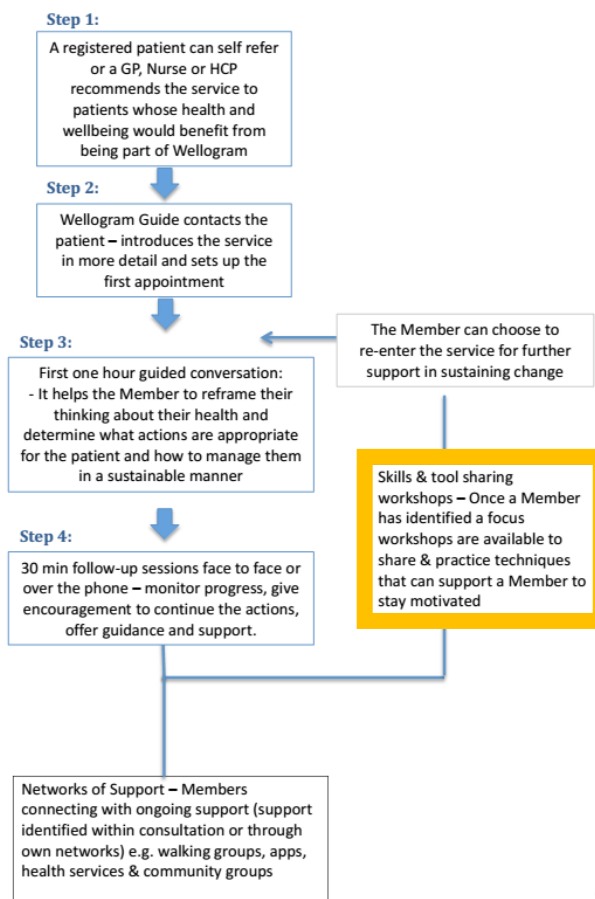 Step 1:
A registered patient can self refer
or a GP, Nurse or HCP
recommends the service to
patients whose health and
wellbeing would benefit from
being part of Wellogram
Step 2:
Wellogram Guide contacts the
patient – introduces the service
in more detail and sets up the
first appointment
Step 3:
First one hour guided conversation:
- It helps the Member to reframe their
thinking about their health and
determine what actions are appropriate
for the patient and how to manage them
in a sustainable manner
The Member can choose to
re-enter the service for further
support in sustaining change
Skills & tool sharing
workshops – Once a Member
has identified a focus
workshops are available to
share & practice techniques
that can support a Member to
stay motivated
Step 4:
30 min follow-up sessions face to face or
over the phone – monitor progress, give
encouragement to continue the actions,
offer guidance and support.
Networks of Support – Members
connecting with ongoing support (support
identified within consultation or through
own networks) e.g. walking groups, apps,
health services & community groups